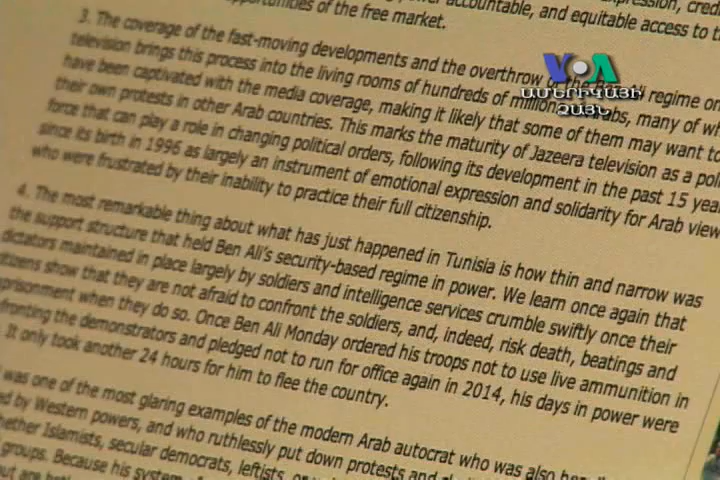 accountable, and equitable access to
opportunities of the free market.
3. The coverage of the fast-moving developments and the overthrow of the regime on
television brings this process into the living rooms of hundreds of millions many of
have been captivated with the media coverage, making it likely that some of them may want to
their own protests in other Arab countries. This marks the maturity of Jazeera television as a
force that can play a role in changing political orders, following its development in the past 15
since its birth in 1996 as largely an instrument of emotional expression and solidarity for Arab
who were frustrated by their inability to practice their full citizenship.
4. The most remarkable thing about what has just happened in Tunisia is how thin and narrow was
the support structure that held Ben Ali's security-based regime in power. We learn once again that
dictators maintained in place largely by soldiers and intelligence services crumble swiftly once their
citizens show that they are not afraid to confront the soldiers, and, indeed, risk death, beatings and
when they do so. Once Ben Ali Monday ordered his troops not to use live ammunition in
the demonstrators and pledged not to run for office again in 2014, his days in power were
It only took another 24 hours for him to flee the country.
was one of the most glaring examples of the modern Arab autocrat who was also
by Western powers, and who ruthlessly put down protests and
Islamists, secular democrats, leftists,
groups. Because his system
VOA
ԱՄԵՐԻԿԱՅԻ
ՁԱՅՆ